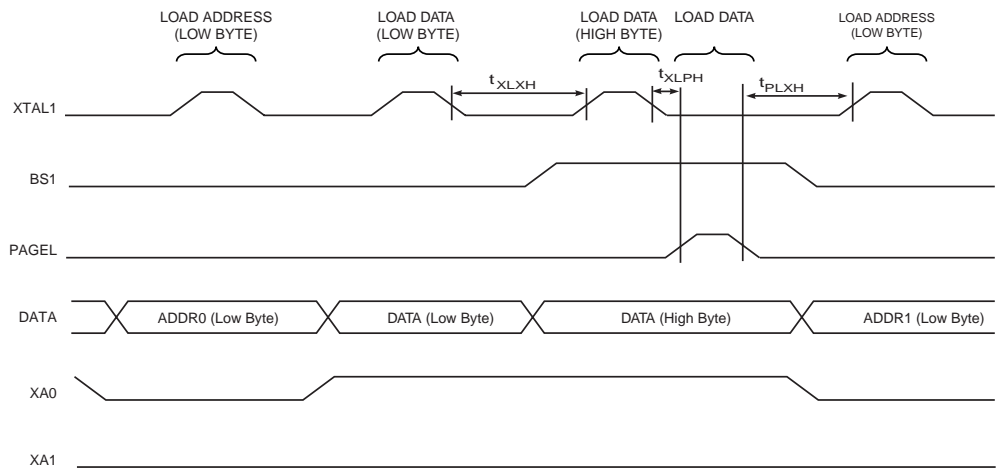 LOAD ADDRESS
(LOW BYTE)
LOAD DATA
(LOW BYTE)
LOAD DATA
(HIGH BYTE)
LOAD DATA
LOAD ADDRESS
(LOW BYTE)
tXLXH
tXLPH
tPLXH
XTAL1
BS1
PAGEL
DATA
ADDR0 (Low Byte)
DATA (Low Byte)
DATA (High Byte)
ADDR1 (Low Byte)
XA0
XA1